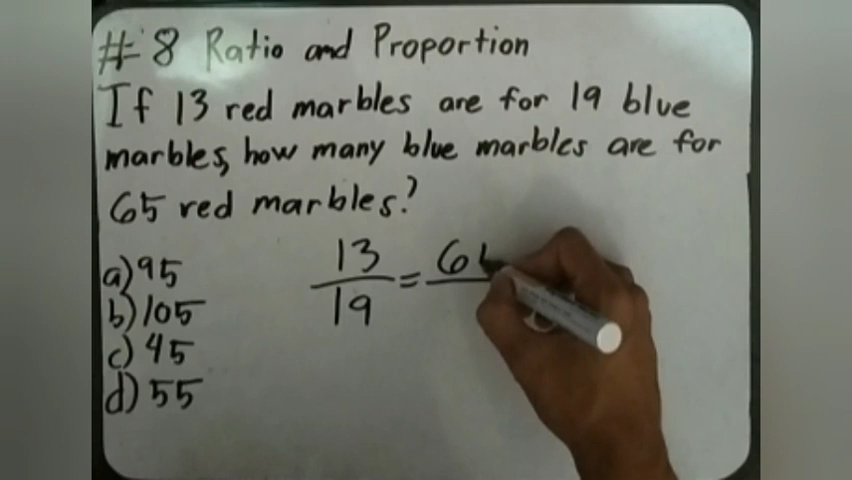 #8 Ratio and Proportion
If 13 red marbles are for 19 blue
marbles, how many blue marbles are for
65 red marbles?
a) 95
b) 105
c) 45
d) 55
13/19 = 6